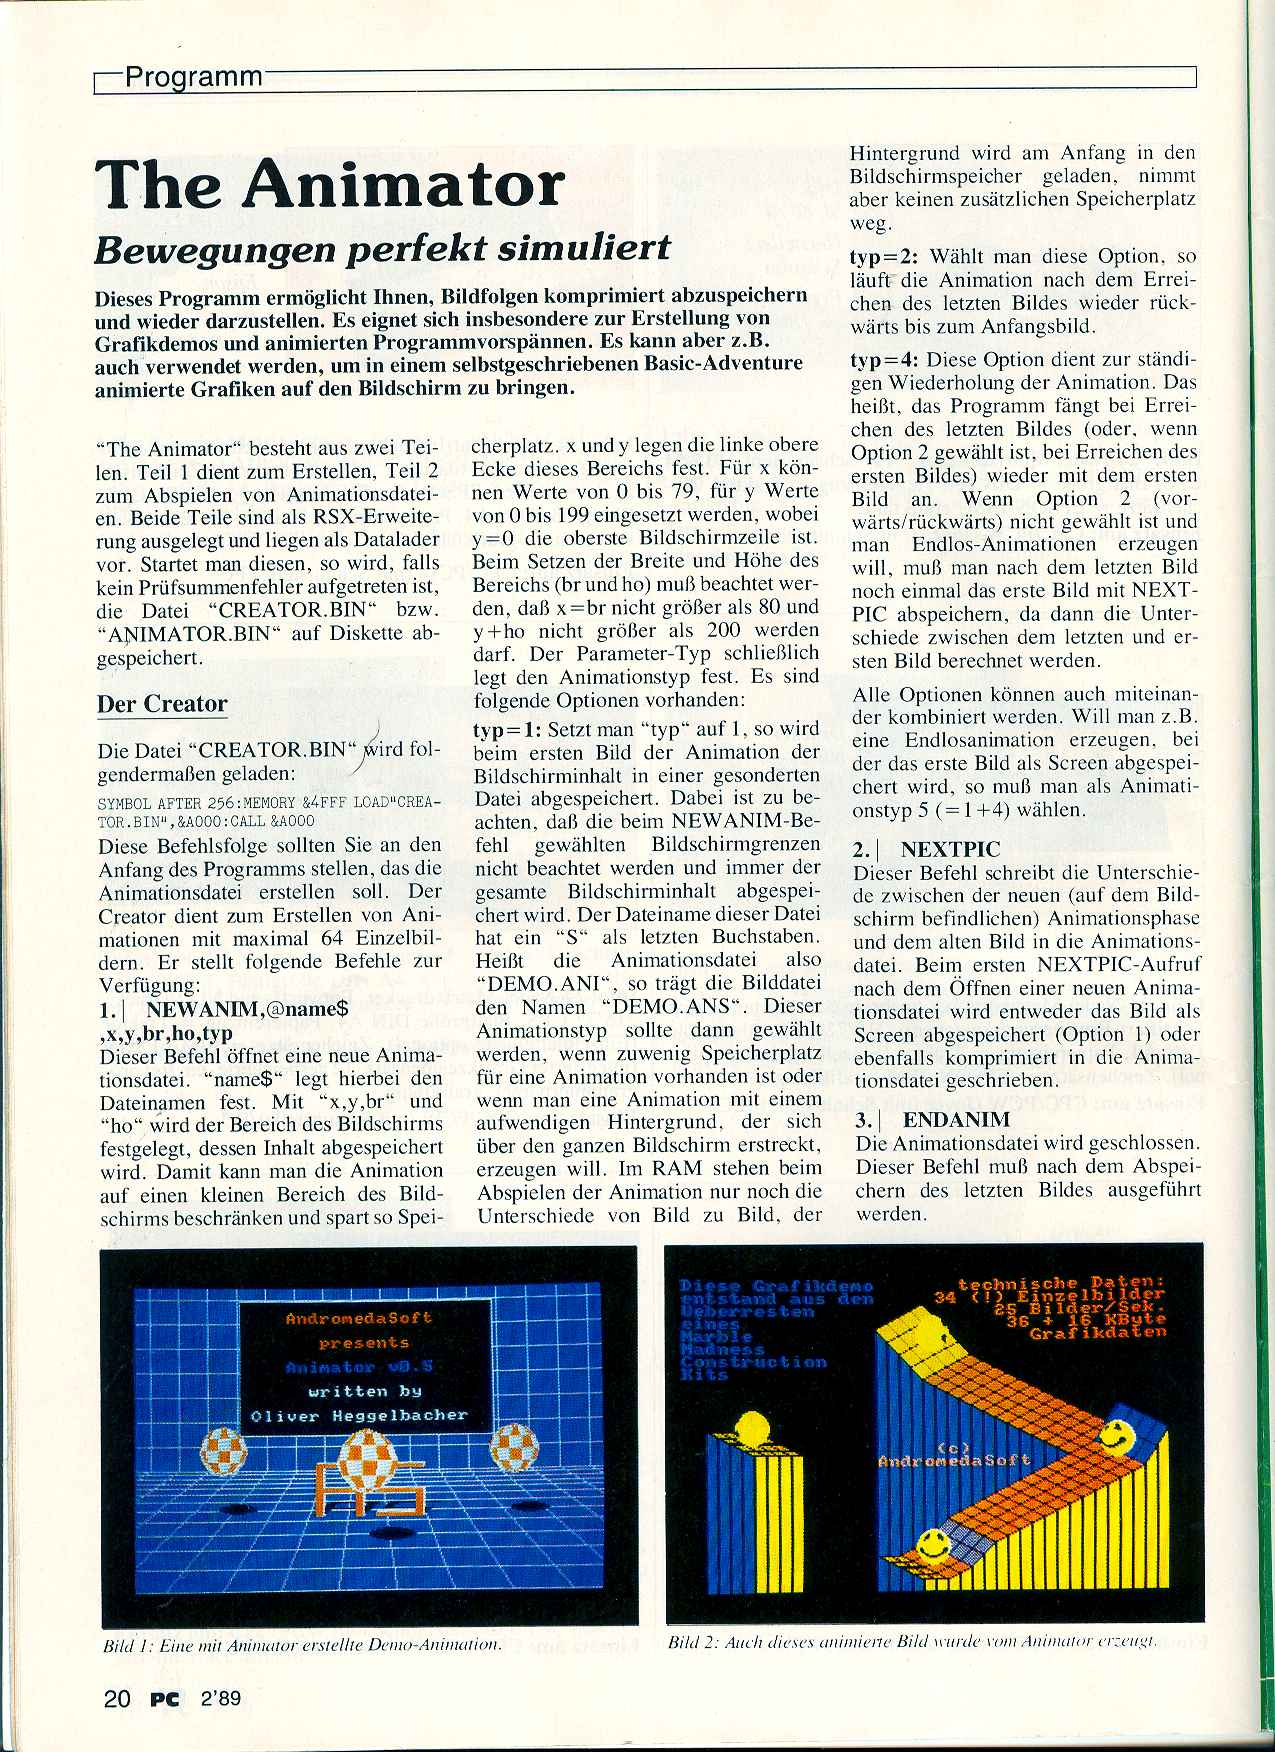 Programm
The Animator
Bewegungen perfekt simuliert
Dieses Programm ermöglicht Ihnen, Bildfolgen komprimiert abzuspeichern
und wieder darzustellen. Es eignet sich insbesondere zur Erstellung von
Grafikdemos und animierten Programmvorspännen. Es kann aber z.B.
auch verwendet werden, um in einem selbstgeschriebenen Basic-Adventure
animierte Grafiken auf den Bildschirm zu bringen.
“The Animator“ besteht aus zwei Tei-
len. Teil 1 dient zum Erstellen, Teil 2
zum Abspielen von Animationsdatei-
en. Beide Teile sind als RSX-Erweite-
rung ausgelegt und liegen als Datalader
vor. Startet man diesen, so wird, falls
kein Prüfsummenfehler aufgetreten ist,
die Datei “CREATOR.BIN“ bzw.
“ANIMATOR.BIN“ auf Diskette ab-
gespeichert.
Der Creator
Die Datei “CREATOR.BIN“ wird fol-
gendermaßen geladen:
SYMBOL AFTER 256:MEMORY &4FFF LOAD"CREA-
TOR.BIN",&A000:CALL &A000
Diese Befehlsfolge sollten Sie an den
Anfang des Programms stellen, das die
Animationsdatei erstellen soll. Der
Creator dient zum Erstellen von Ani-
mationen mit maximal 64 Einzelbil-
dern. Er stellt folgende Befehle zur
Verfügung:
1.| NEWANIM,@name$
,x,y,br,ho,typ
Dieser Befehl öffnet eine neue Anima-
tionsdatei. “name$“ legt hierbei den
Dateinamen fest. Mit “x,y,br“ und
“ho“ wird der Bereich des Bildschirms
festgelegt, dessen Inhalt abgespeichert
wird. Damit kann man die Animation
auf einen kleinen Bereich des Bild-
schirms beschränken und spart so Spei-
cherplatz. x und y legen die linke obere
Ecke dieses Bereichs fest. Für x kön-
nen Werte von 0 bis 79, für y Werte
von 0 bis 199 eingesetzt werden, wobei
y=0 die oberste Bildschirmzeile ist.
Beim Setzen der Breite und Höhe des
Bereichs (br und ho) muß beachtet wer-
den, daß x=br nicht größer als 80 und
y+ho nicht größer als 200 werden
darf. Der Parameter-Typ schließlich
legt den Animationstyp fest. Es sind
folgende Optionen vorhanden:
typ=1: Setzt man “typ“ auf 1, so wird
beim ersten Bild der Animation der
Bildschirminhalt in einer gesonderten
Datei abgespeichert. Dabei ist zu be-
achten, daß die beim NEWANIM-Be-
fehl gewählten Bildschirmgrenzen
nicht beachtet werden und immer der
gesamte Bildschirminhalt abgespei-
chert wird. Der Dateiname dieser Datei
hat ein “S“ als letzten Buchstaben.
Heißt die Animationsdatei also
“DEMO.ANI“, so trägt die Bilddatei
den Namen “DEMO.ANS“. Dieser
Animationstyp sollte dann gewählt
werden, wenn zuwenig Speicherplatz
für eine Animation vorhanden ist oder
wenn man eine Animation mit einem
aufwendigen Hintergrund, der sich
über den ganzen Bildschirm erstreckt,
erzeugen will. Im RAM stehen beim
Abspielen der Animation nur noch die
Unterschiede von Bild zu Bild, der
Hintergrund wird am Anfang in den
Bildschirmspeicher geladen, nimmt
aber keinen zusätzlichen Speicherplatz
weg.
typ=2: Wählt man diese Option, so
läuft die Animation nach dem Errei-
chen des letzten Bildes wieder rück-
wärts bis zum Anfangsbild.
typ=4: Diese Option dient zur ständi-
gen Wiederholung der Animation. Das
heißt, das Programm fängt bei Errei-
chen des letzten Bildes (oder, wenn
Option 2 gewählt ist, bei Erreichen des
ersten Bildes) wieder mit dem ersten
Bild an. Wenn Option 2 (vor-
wärts/rückwärts) nicht gewählt ist und
man Endlos-Animationen erzeugen
will, muß man nach dem letzten Bild
noch einmal das erste Bild mit NEXT-
PIC abspeichern, da dann die Unter-
schiede zwischen dem letzten und er-
sten Bild berechnet werden.
Alle Optionen können auch miteinan-
der kombiniert werden. Will man z.B.
eine Endlosanimation erzeugen, bei
der das erste Bild als Screen abgespei-
chert wird, so muß man als Animati-
onstyp 5 (=1+4) wählen.
2.| NEXTPIC
Dieser Befehl schreibt die Unterschie-
de zwischen der neuen (auf dem Bild-
schirm befindlichen) Animationsphase
und dem alten Bild in die Animations-
datei. Beim ersten NEXTPIC-Aufruf
nach dem Öffnen einer neuen Anima-
tionsdatei wird entweder das Bild als
Screen abgespeichert (Option 1) oder
ebenfalls komprimiert in die Anima-
tionsdatei geschrieben.
3.| ENDANIM
Die Animationsdatei wird geschlossen.
Dieser Befehl muß nach dem Abspei-
chern des letzten Bildes ausgeführt
werden.
AndromedaSoft
presents
Animator v0.5
written by
Oliver Heggelbacher
Diese Grafikdemo
entstand aus den
Ueberresten
eines
Marble
Madness
Construction
Kits
technische Daten:
34 (!) Einzelbilder
25 Bilder/Sek.
36 + 16 KByte
Grafikdaten
(c)
AndromedaSoft
Bild 1: Eine mit Animator erstellte Demo-Animation.
Bild 2: Auch dieses animierte Bild wurde vom Animator erzeugt.
20 PC 2'89